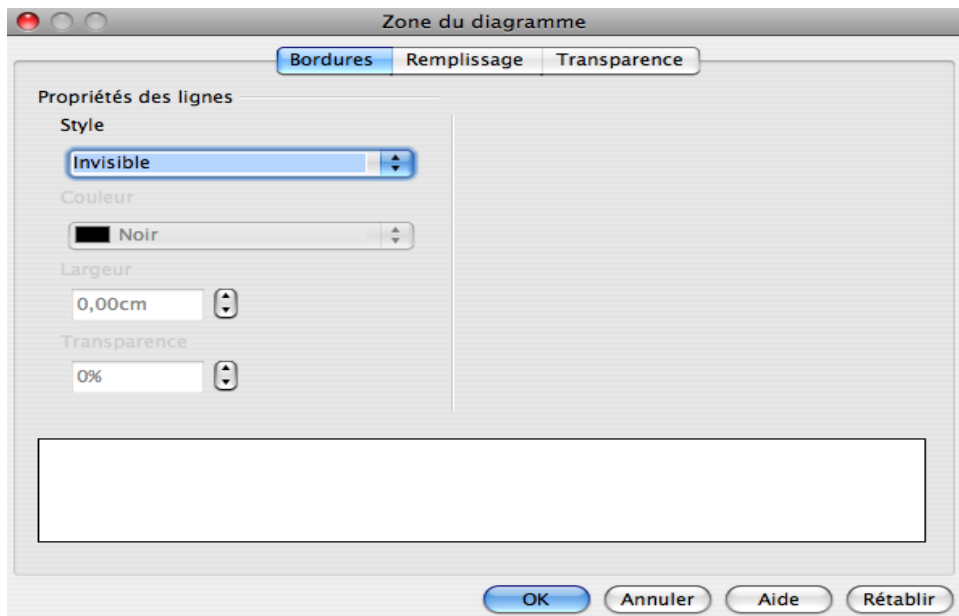 Zone du diagramme
Bordures Remplissage Transparence
Propriétés des lignes
Style
Invisible
Couleur
Noir
Largeur
0,00cm
Transparence
0%
OK Annuler Aide Rétablir